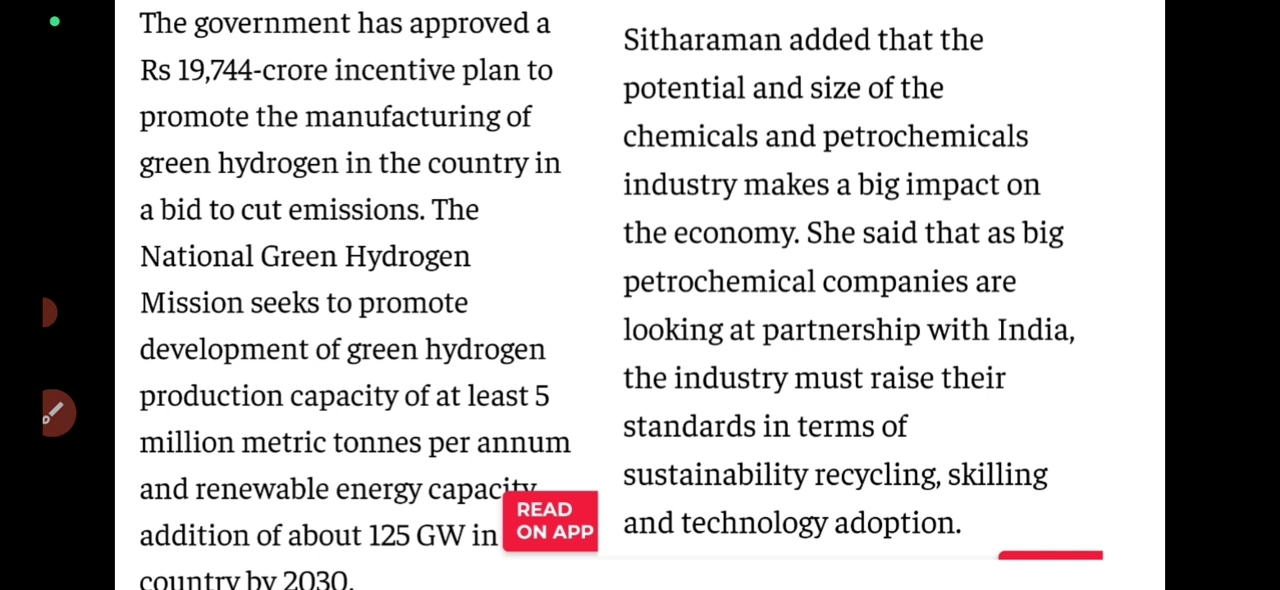 The government has approved a
Rs 19,744-crore incentive plan to
promote the manufacturing of
green hydrogen in the country in
a bid to cut emissions. The
National Green Hydrogen
Mission seeks to promote
development of green hydrogen
production capacity of at least 5
million metric tonnes per annum
and renewable energy capacity
addition of about 125 GW in
country by 2030.
READ
ON APP
Sitharaman added that the
potential and size of the
chemicals and petrochemicals
industry makes a big impact on
the economy. She said that as big
petrochemical companies are
looking at partnership with India,
the industry must raise their
standards in terms of
sustainability recycling, skilling
and technology adoption.